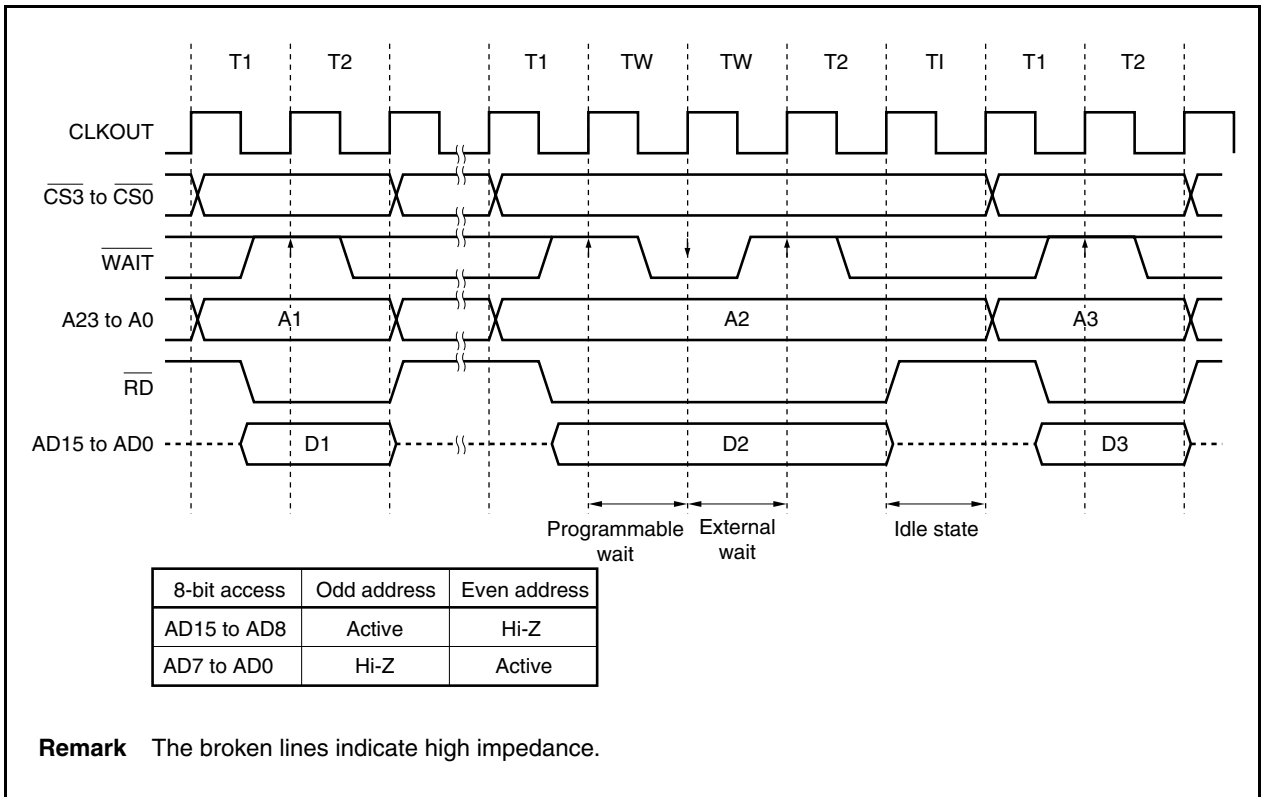 T1 T2 T1 TW TW T2 TI T1 T2
CLKOUT
CS3 to CS0
WAIT
A23 to A0 A1 A2 A3
RD
AD15 to AD0 D1 D2 D3
Programmable wait
External wait
Idle state
8-bit access Odd address Even address
AD15 to AD8 Active Hi-Z
AD7 to AD0 Hi-Z Active
Remark The broken lines indicate high impedance.